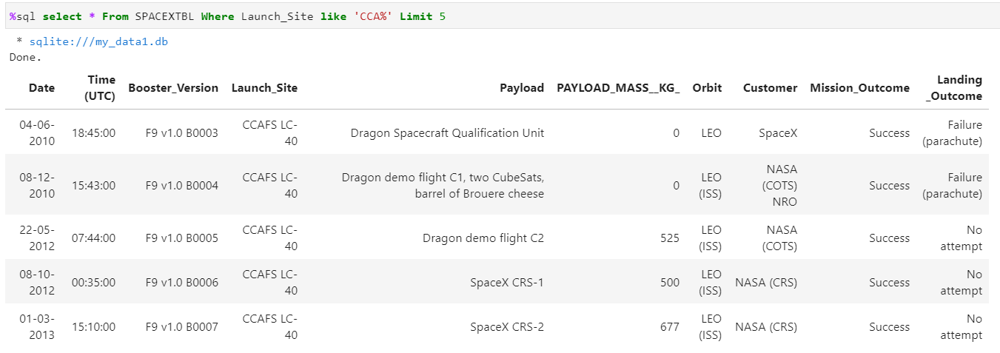 %sql select * From SPACEXTBL Where Launch_Site like 'CCA%' Limit 5
* sqlite:///my_data1.db
Done.
Date Time (UTC) Booster_Version Launch_Site Payload PAYLOAD_MASS__KG_ Orbit Customer Mission_Outcome Landing _Outcome
04-06-2010 18:45:00 F9 v1.0 B0003 CCAFS LC-40 Dragon Spacecraft Qualification Unit 0 LEO SpaceX Success Failure (parachute)
08-12-2010 15:43:00 F9 v1.0 B0004 CCAFS LC-40 Dragon demo flight C1, two CubeSats, barrel of Brouere cheese 0 LEO (ISS) NASA (COTS) NRO Success Failure (parachute)
22-05-2012 07:44:00 F9 v1.0 B0005 CCAFS LC-40 Dragon demo flight C2 525 LEO (ISS) NASA (COTS) Success No attempt
08-10-2012 00:35:00 F9 v1.0 B0006 CCAFS LC-40 SpaceX CRS-1 500 LEO (ISS) NASA (CRS) Success No attempt
01-03-2013 15:10:00 F9 v1.0 B0007 CCAFS LC-40 SpaceX CRS-2 677 LEO (ISS) NASA (CRS) Success No attempt